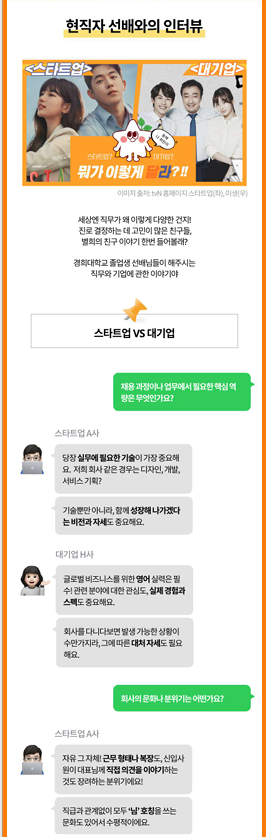 현직자 선배와의 인터뷰
<스타트업>
<대기업>
스타트업?
대기업?
뭐가 이렇게 달라?!!
이미지 출처: tvN 홈페이지 스타트업(좌), 미생(우)
세상엔 직무가 왜 이렇게 다양한 건지!
진로 결정하는 데 고민이 많은 친구들,
별희의 친구 이야기 한번 들어볼래?
경희대학교 졸업생 선배님들이 해주시는
직무와 기업에 관한 이야기야
스타트업 VS 대기업
채용 과정이나 업무에서 필요한 핵심 역
량은 무엇인가요?
스타트업 A사
당장 실무에 필요한 기술이 가장 중요해
요. 저희 회사 같은 경우는 디자인, 개발,
서비스 기획?
기술뿐만 아니라, 함께 성장해 나가겠다
는 비전과 자세도 중요해요.
대기업 H사
글로벌 비즈니스를 위한 영어 실력은 필
수! 관련 분야에 대한 관심도, 실제 경험과
스펙도 중요해요.
회사를 다니다보면 발생 가능한 상황이
수만가지라, 그에 따른 대처 자세도 필요
해요.
회사의 문화나 분위기는 어떤가요?
스타트업 A사
자유 그 자체! 근무 형태나 복장도, 신입사
원이 대표님께 직접 의견을 이야기하는
것도 장려하는 분위기에요!
직급과 관계없이 모두 '님' 호칭을 쓰는
문화도 있어서 수평적이에요.